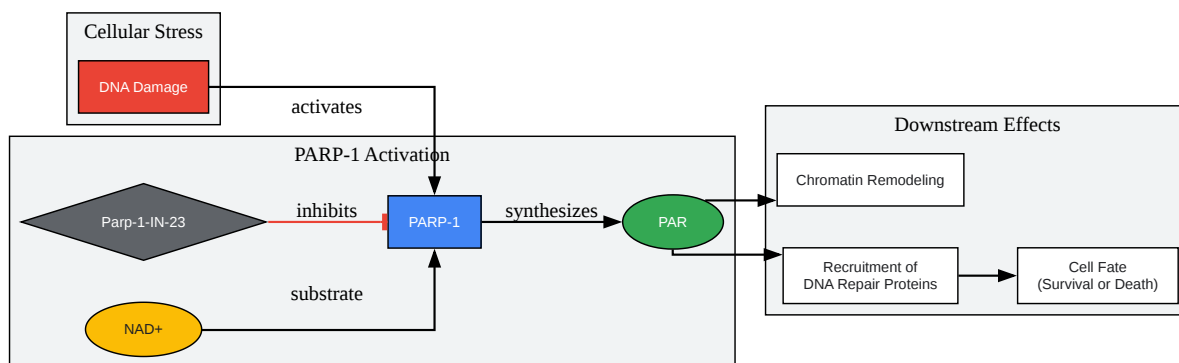 Cellular Stress
DNA Damage
activates
PARP-1 Activation
Parp-1-IN-23
inhibits
PARP-1
synthesizes
PAR
substrate
NAD+
Downstream Effects
Chromatin Remodeling
Recruitment of
DNA Repair Proteins
Cell Fate
(Survival or Death)